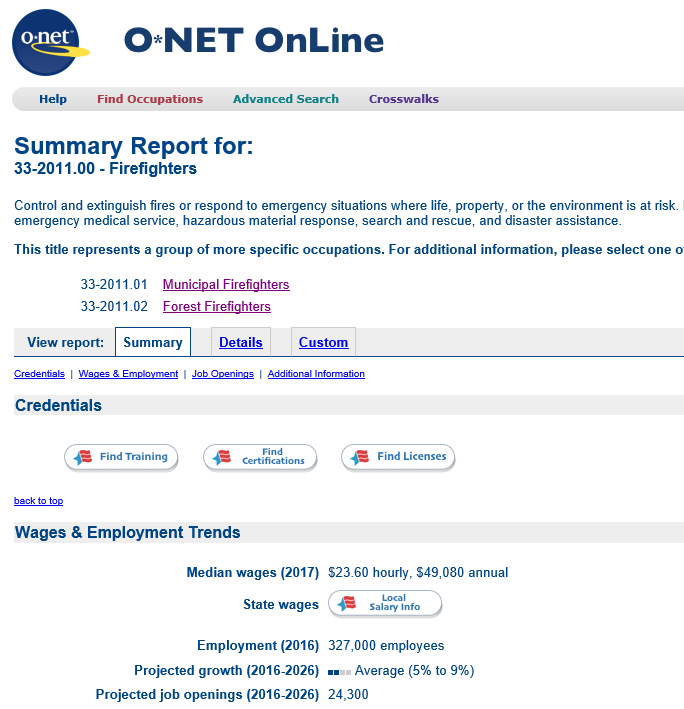 o·net
O*NET OnLine
Help Find Occupations Advanced Search Crosswalks
Summary Report for:
33-2011.00 - Firefighters
Control and extinguish fires or respond to emergency situations where life, property, or the environment is at risk.
emergency medical service, hazardous material response, search and rescue, and disaster assistance.
This title represents a group of more specific occupations. For additional information, please select one
33-2011.01 Municipal Firefighters
33-2011.02 Forest Firefighters
View report: Summary Details Custom
Credentials | Wages & Employment | Job Openings | Additional Information
Credentials
Find Training
Find Certifications
Find Licenses
back to top
Wages & Employment Trends
Median wages (2017) $23.60 hourly, $49,080 annual
State wages Local Salary Info
Employment (2016) 327,000 employees
Projected growth (2016-2026) Average (5% to 9%)
Projected job openings (2016-2026) 24,300